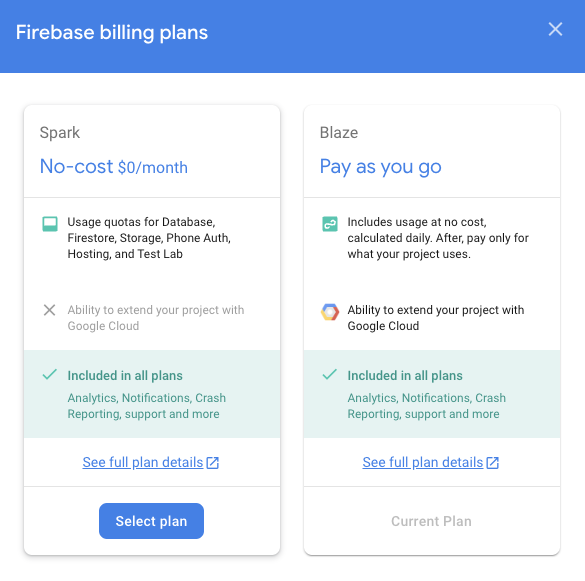 Firebase billing plans
Spark
No-cost $0/month
Usage quotas for Database,
Firestore, Storage, Phone Auth,
Hosting, and Test Lab
Ability to extend your project with
Google Cloud
Included in all plans
Analytics, Notifications, Crash
Reporting, support and more
See full plan details
Select plan
Blaze
Pay as you go
Includes usage at no cost,
calculated daily. After, pay only for
what your project uses.
Ability to extend your project with
Google Cloud
Included in all plans
Analytics, Notifications, Crash
Reporting, support and more
See full plan details
Current Plan